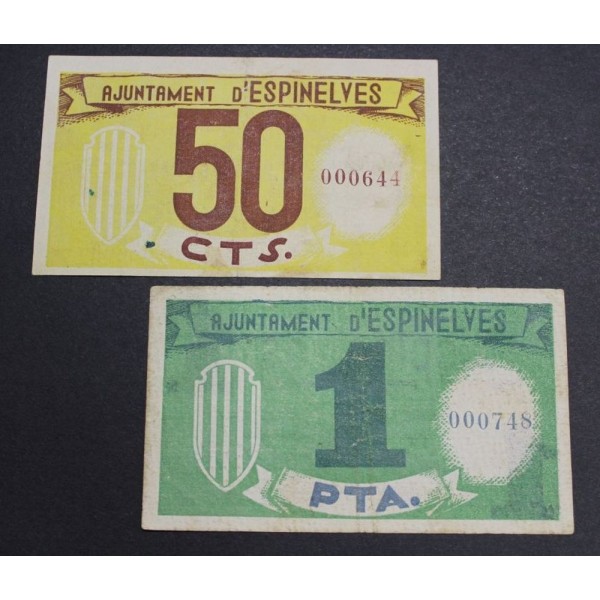 AJUNTAMENT D'ESPINELVES
50
000644
CTS.
AJUNTAMENT D'ESPINELVES
1
000748
PTA.